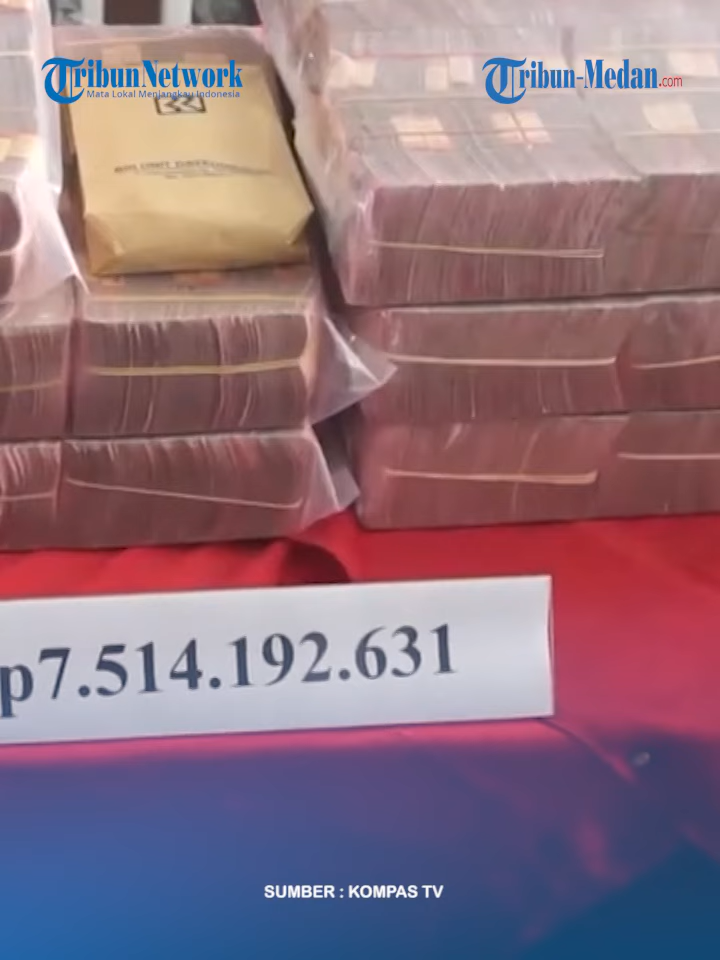 TribunNetwork
Mata Lokal Menjangkau Indonesia
Tribun-Medan.com
p7.514.192.631
SUMBER : KOMPAS TV